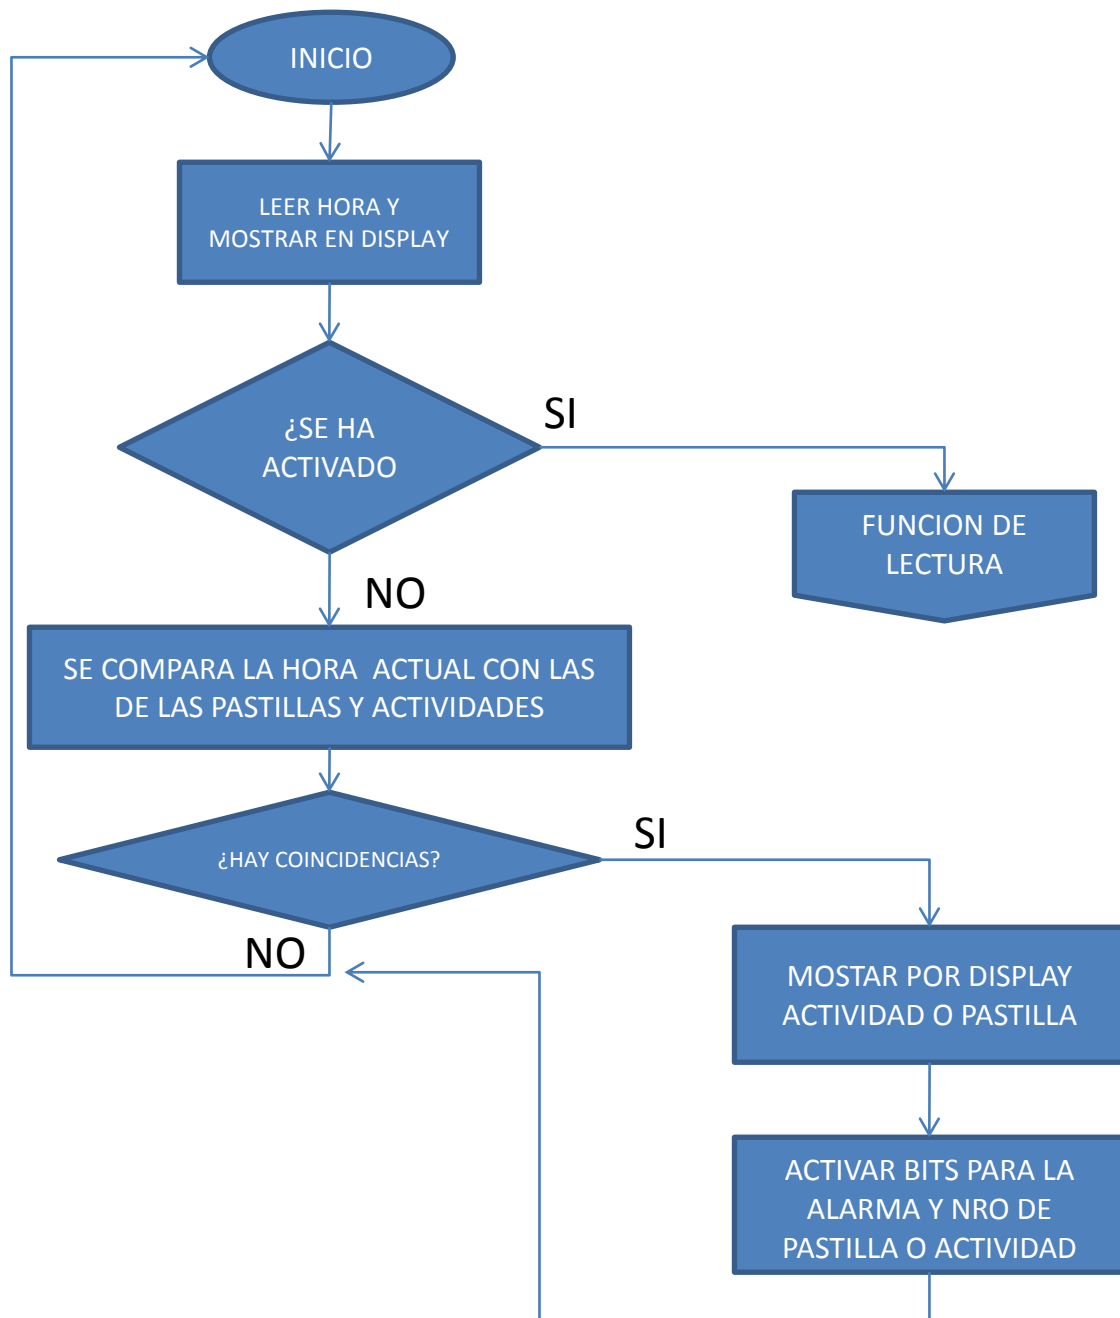 INICIO
LEER HORA Y
MOSTRAR EN DISPLAY
¿SE HA
ACTIVADO
SI
FUNCION DE
LECTURA
NO
SE COMPARA LA HORA  ACTUAL CON LAS
DE LAS PASTILLAS Y ACTIVIDADES
¿HAY COINCIDENCIAS?
SI
NO
MOSTAR POR DISPLAY
ACTIVIDAD O PASTILLA
ACTIVAR BITS PARA LA
ALARMA Y NRO DE
PASTILLA O ACTIVIDAD